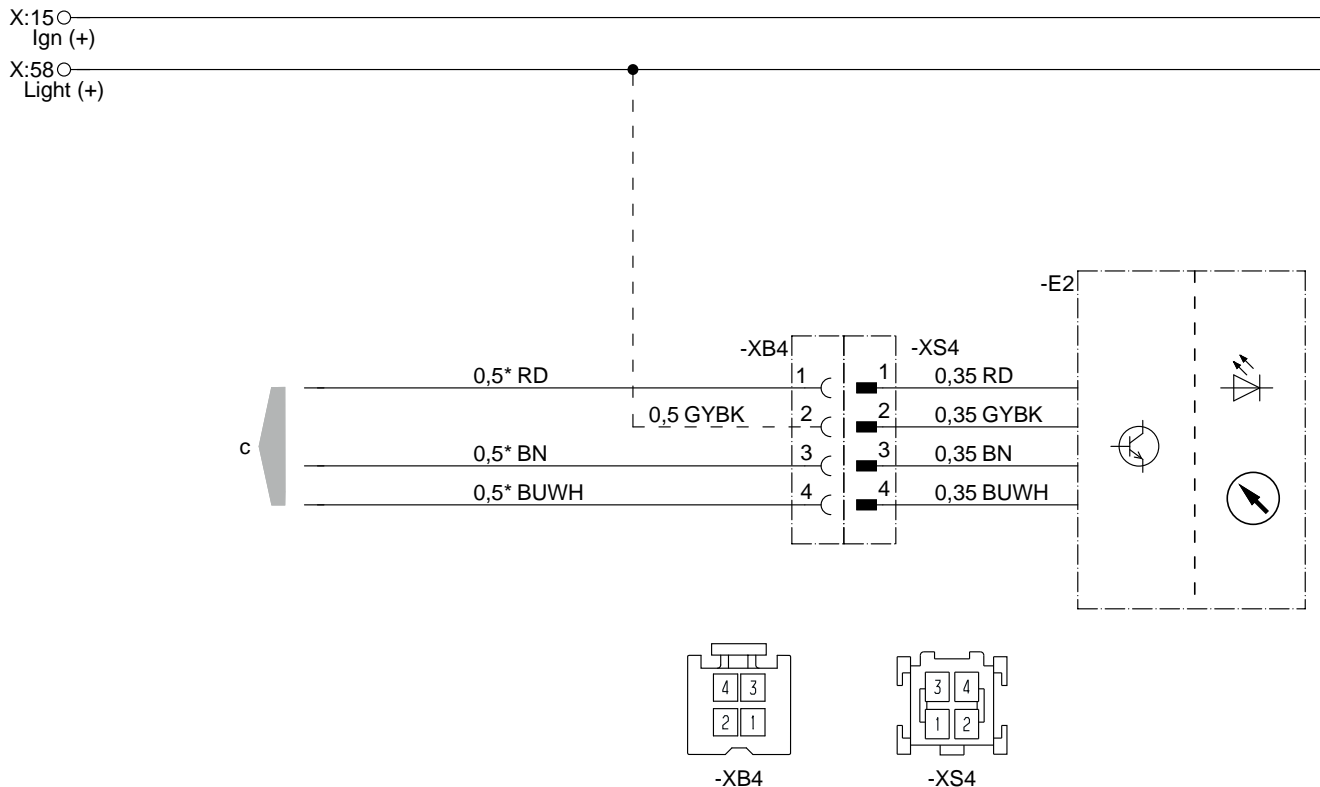 X:15
Ign (+)
X:58
Light (+)
-E2
-XB4
-XS4
0,5* RD
1
1
0,35 RD
0,5 GYBK
2
2
0,35 GYBK
c
0,5* BN
3
3
0,35 BN
0,5* BUWH
4
4
0,35 BUWH
4 3
2 1
3 4
1 2
-XB4
-XS4